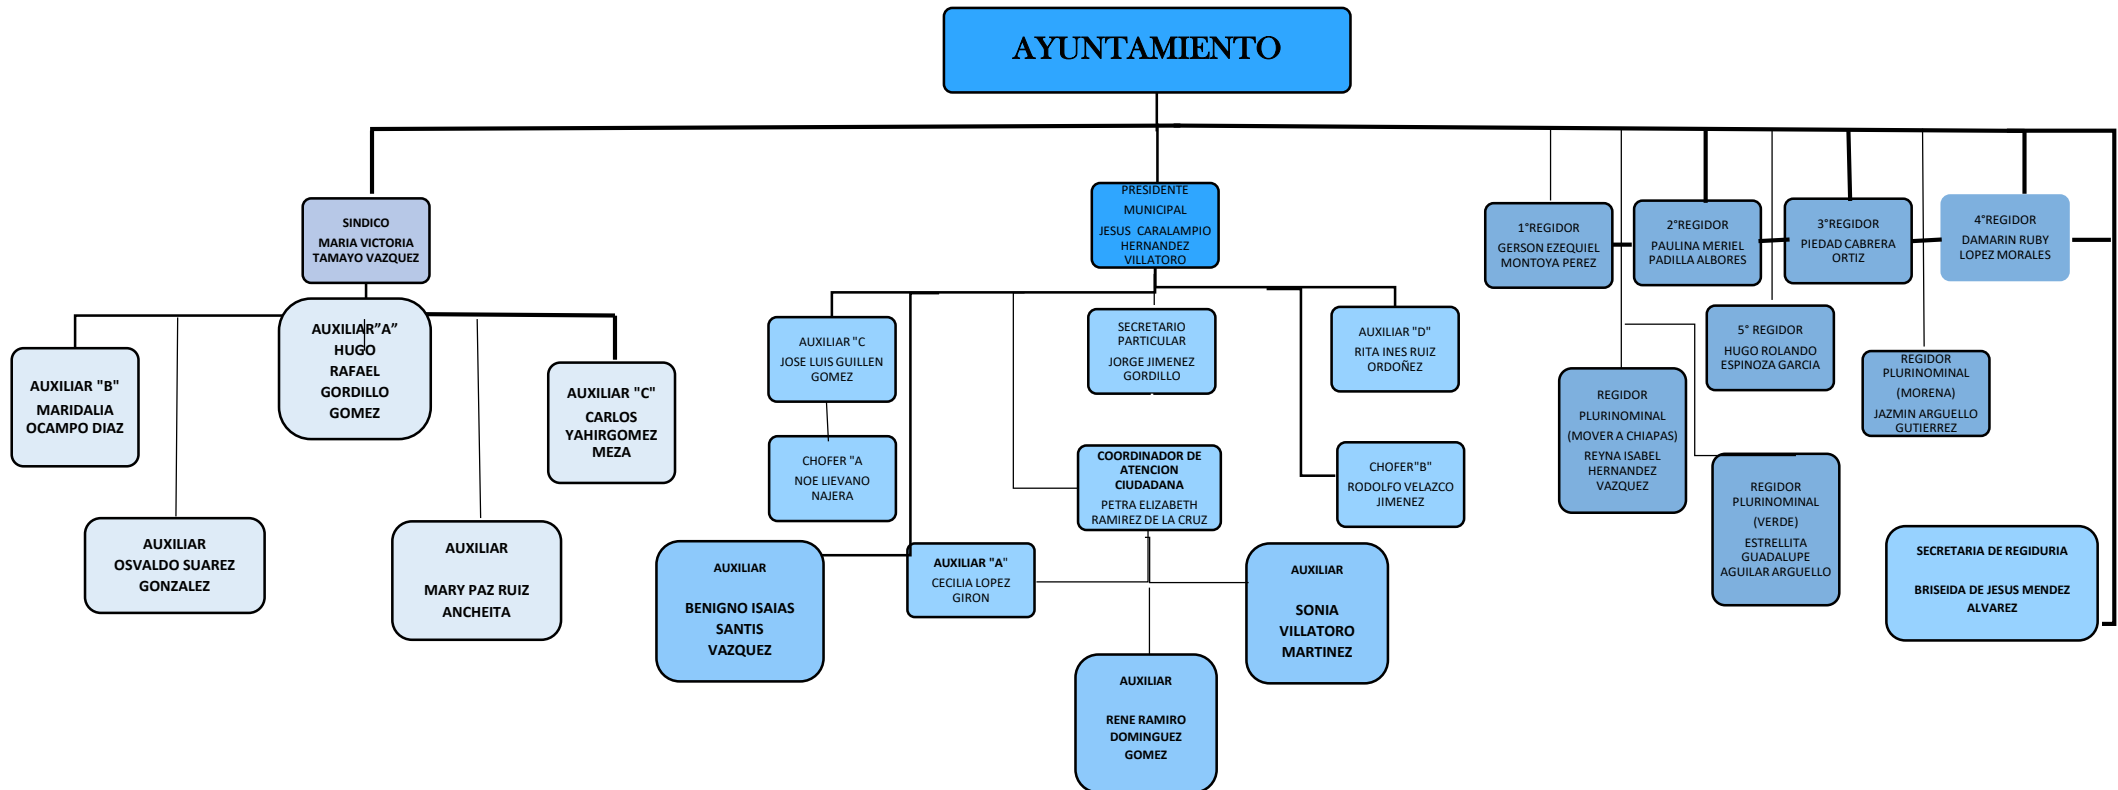 AYUNTAMIENTO
SINDICO
MARIA VICTORIA
TAMAYO VAZQUEZ
AUXILIAR”A”
HUGO
RAFAEL
GORDILLO
GOMEZ
AUXILIAR "B"
MARIDALIA
OCAMPO DIAZ
AUXILIAR "C"
CARLOS
YAHIRGOMEZ
MEZA
AUXILIAR
OSVALDO SUAREZ
GONZALEZ
AUXILIAR
MARY PAZ RUIZ
ANCHEITA
PRESIDENTE
MUNICIPAL
JESUS CARALAMPIO
HERNANDEZ
VILLATORO
AUXILIAR "C
JOSE LUIS GUILLEN
GOMEZ
SECRETARIO
PARTICULAR
JORGE JIMENEZ
GORDILLO
AUXILIAR "D"
RITA INES RUIZ
ORDOÑEZ
CHOFER "A
NOE LIEVANO
NAJERA
COORDINADOR DE
ATENCION
CIUDADANA
PETRA ELIZABETH
RAMIREZ DE LA CRUZ
CHOFER"B"
RODOLFO VELAZCO
JIMENEZ
AUXILIAR
BENIGNO ISAIAS
SANTIS
VAZQUEZ
AUXILIAR "A"
CECILIA LOPEZ
GIRON
AUXILIAR
SONIA
VILLATORO
MARTINEZ
AUXILIAR
RENE RAMIRO
DOMINGUEZ
GOMEZ
1°REGIDOR
GERSON EZEQUIEL
MONTOYA PEREZ
2°REGIDOR
PAULINA MERIEL
PADILLA ALBORES
3°REGIDOR
PIEDAD CABRERA
ORTIZ
4°REGIDOR
DAMARIN RUBY
LOPEZ MORALES
5° REGIDOR
HUGO ROLANDO
ESPINOZA GARCIA
REGIDOR
PLURINOMINAL
(MORENA)
JAZMIN ARGUELLO
GUTIERREZ
REGIDOR
PLURINOMINAL
(MOVER A CHIAPAS)
REYNA ISABEL
HERNANDEZ
VAZQUEZ
REGIDOR
PLURINOMINAL
(VERDE)
ESTRELLITA
GUADALUPE
AGUILAR ARGUELLO
SECRETARIA DE REGIDURIA
BRISEIDA DE JESUS MENDEZ
ALVAREZ